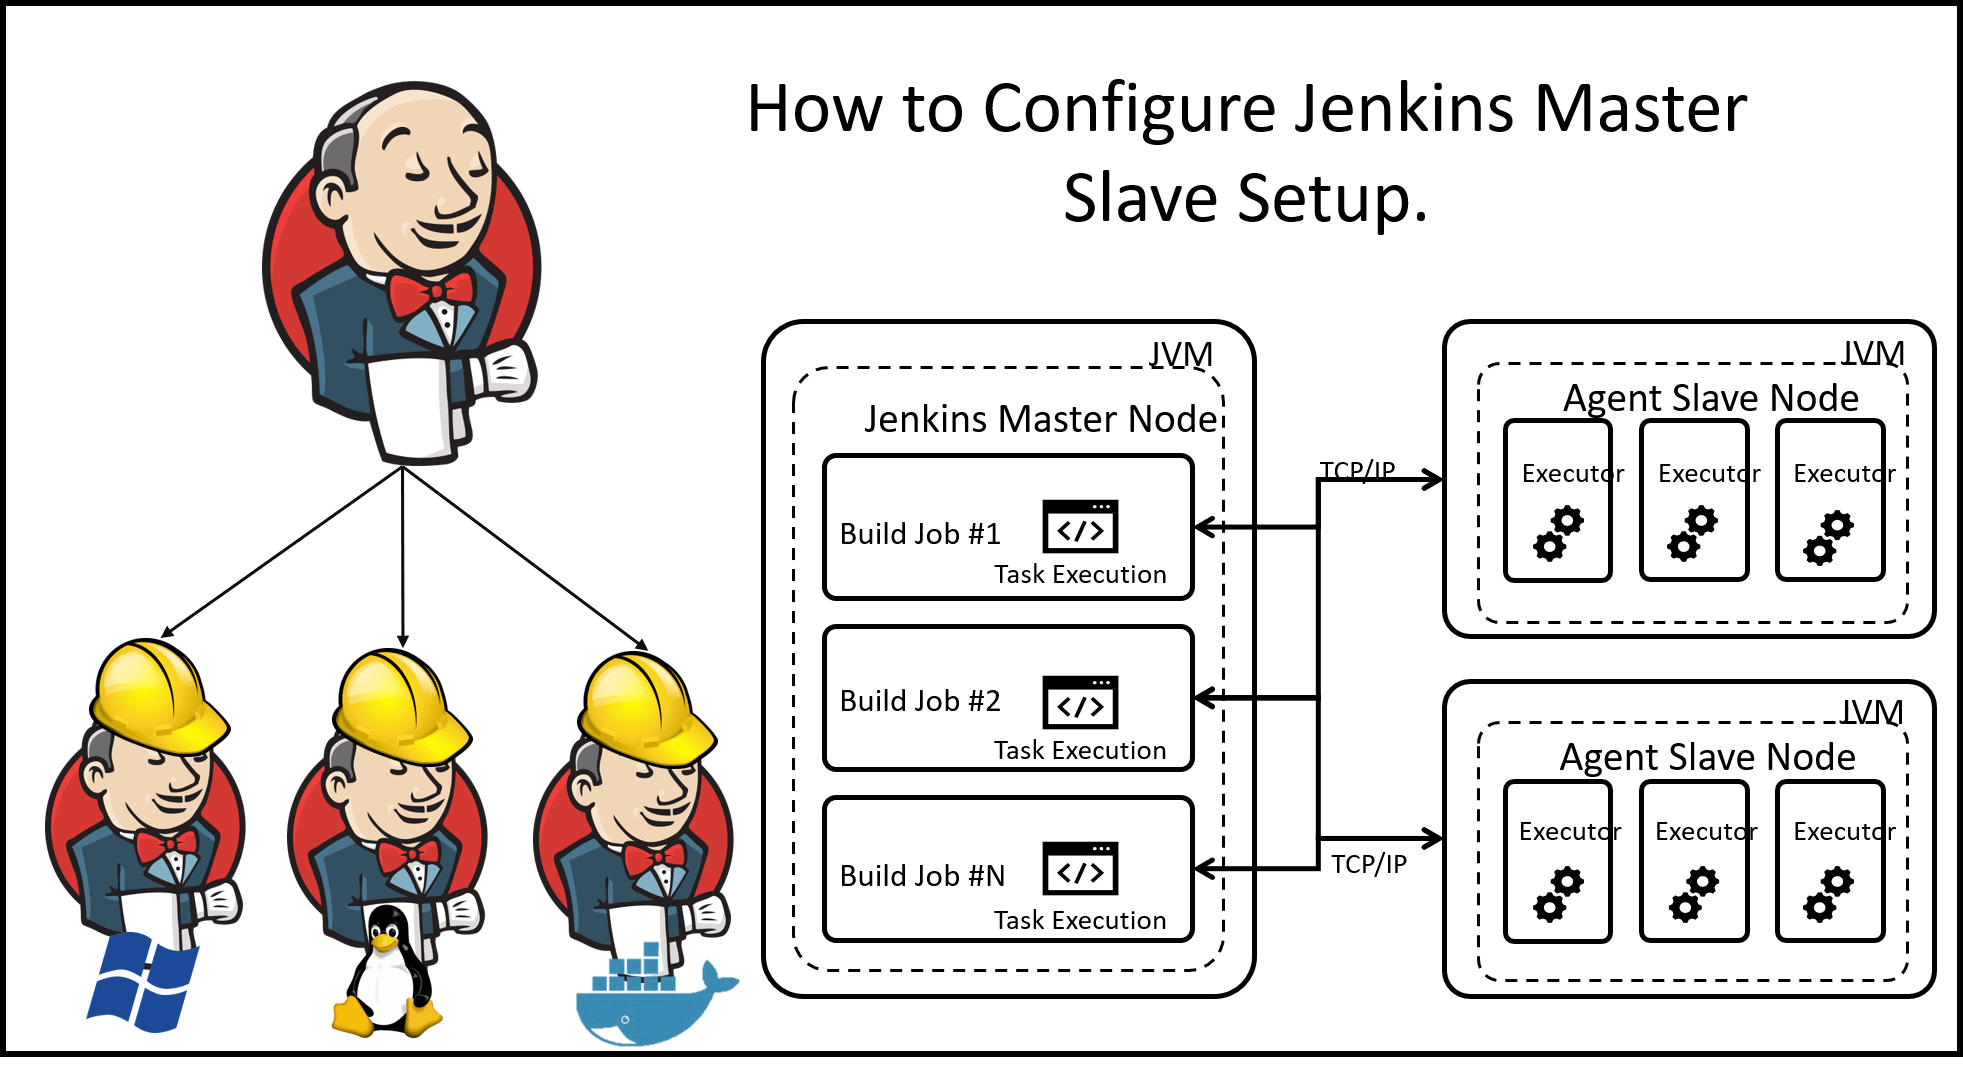 How to Configure Jenkins Master
Slave Setup.
JVM
Jenkins Master Node
Build Job #1
</>
Task Execution
Build Job #2
</>
Task Execution
Build Job #N
</>
Task Execution
TCP/IP
TCP/IP
JVM
Agent Slave Node
Executor Executor Executor
JVM
Agent Slave Node
Executor Executor Executor